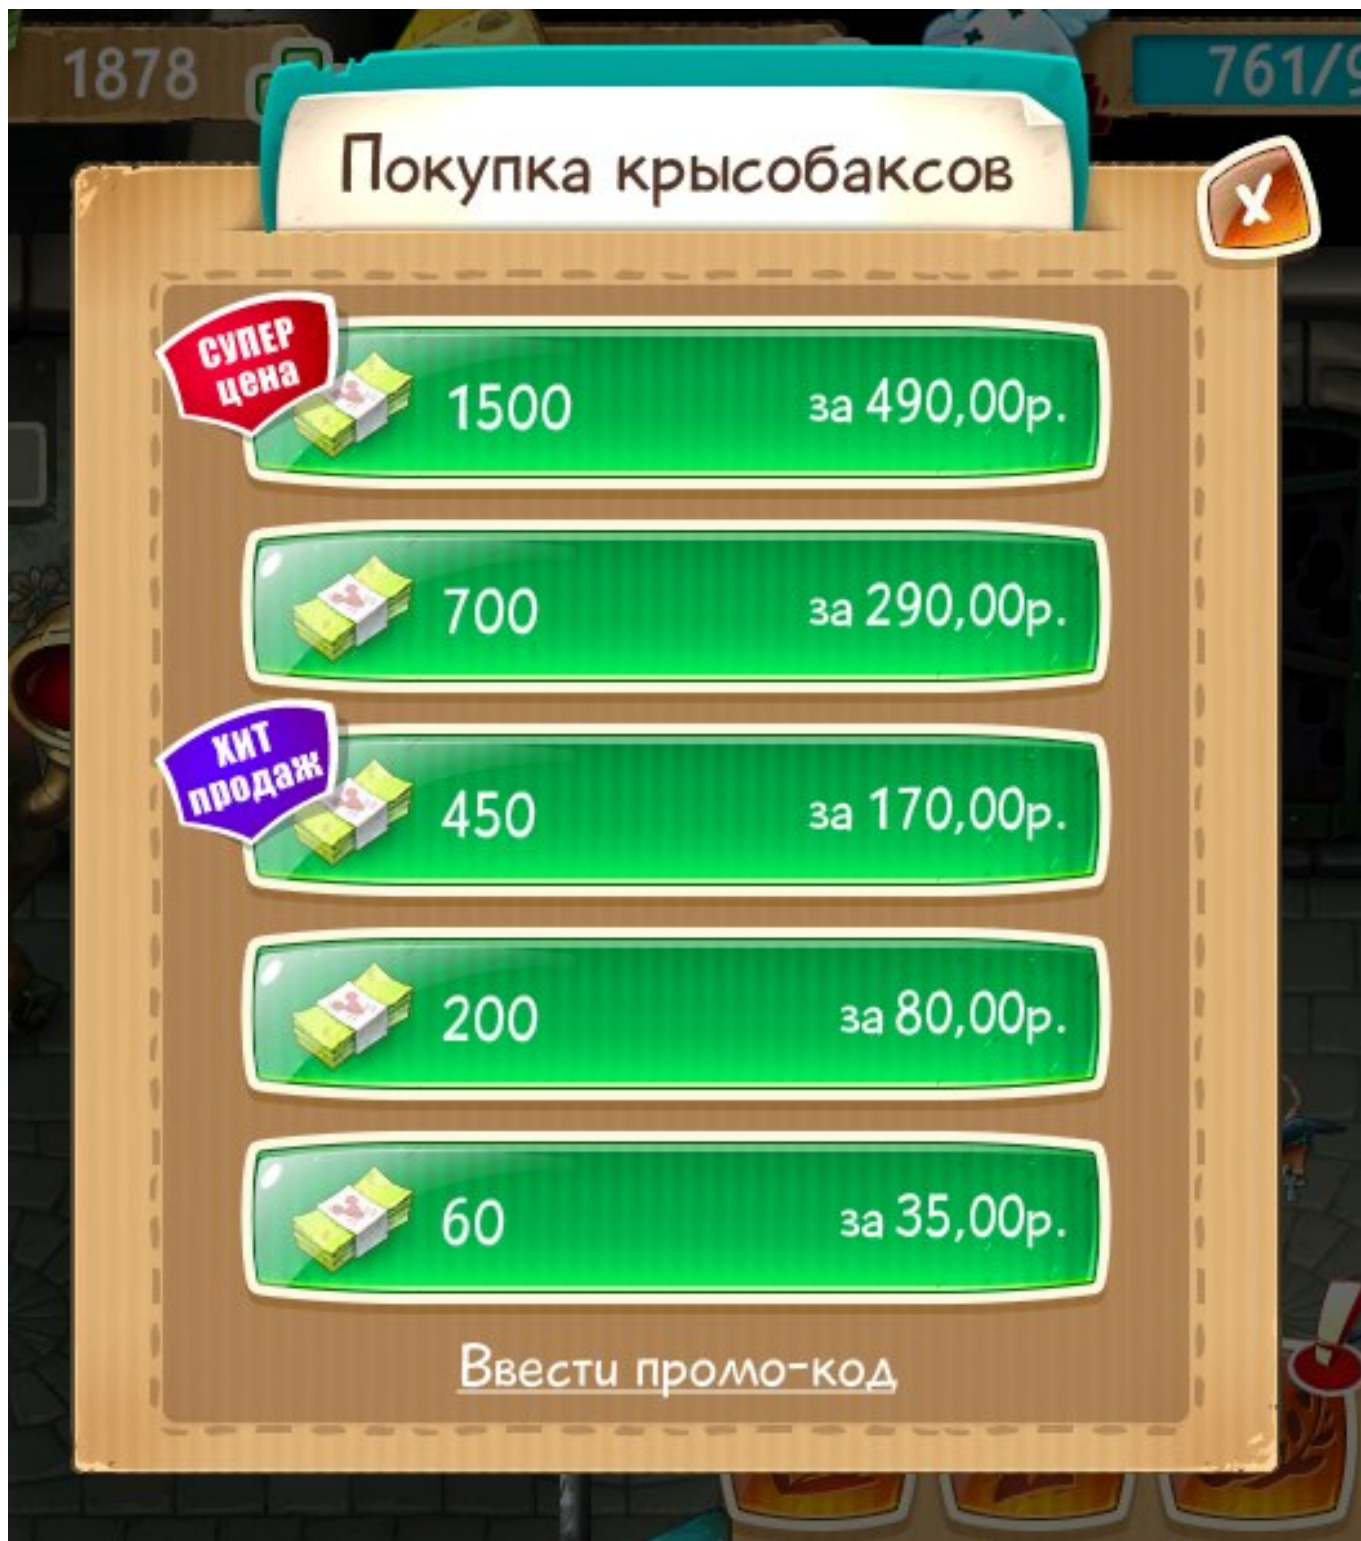 1878
761/9
Покупка крысобаксов
X
СУПЕР
цена
1500 за 490,00р.
700 за 290,00р.
ХИТ
продаж
450 за 170,00р.
200 за 80,00р.
60 за 35,00р.
Ввести промо-код